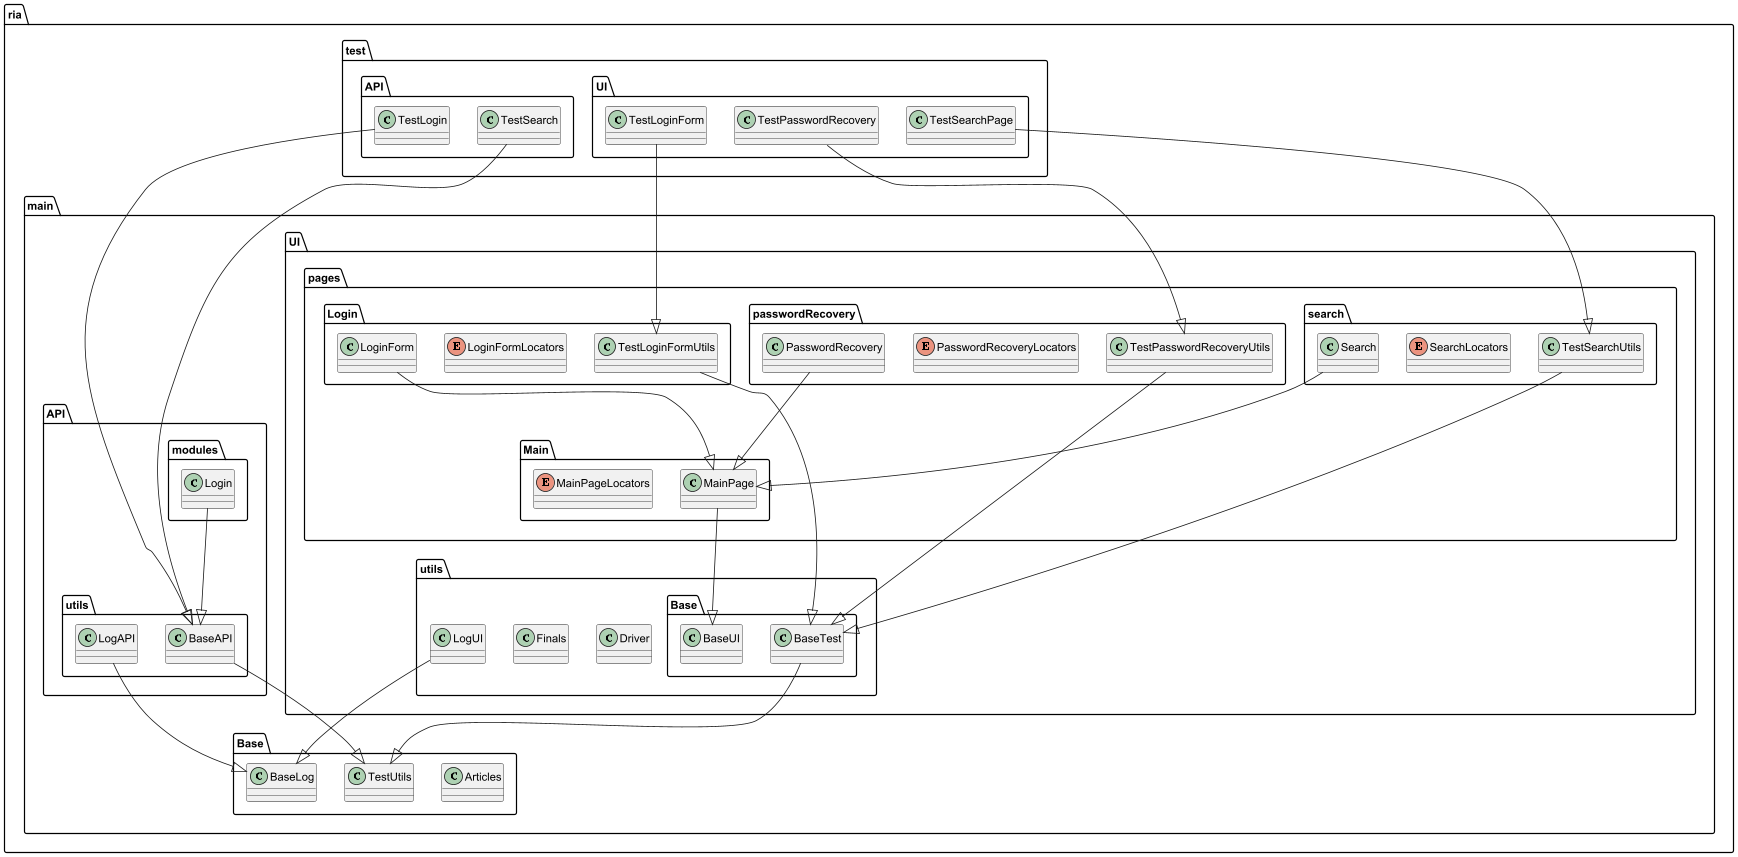 ria
test
API
UI
C TestLogin
C TestSearch
C TestLoginForm
C TestPasswordRecovery
C TestSearchPage
main
UI
pages
Login
passwordRecovery
search
C LoginForm
E LoginFormLocators
C TestLoginFormUtils
C PasswordRecovery
E PasswordRecoveryLocators
C TestPasswordRecoveryUtils
C Search
E SearchLocators
C TestSearchUtils
API
modules
Main
C Login
E MainPageLocators
C MainPage
utils
utils
Base
C LogAPI
C BaseAPI
C LogUI
C Finals
C Driver
C BaseUI
C BaseTest
Base
C BaseLog
C TestUtils
C Articles